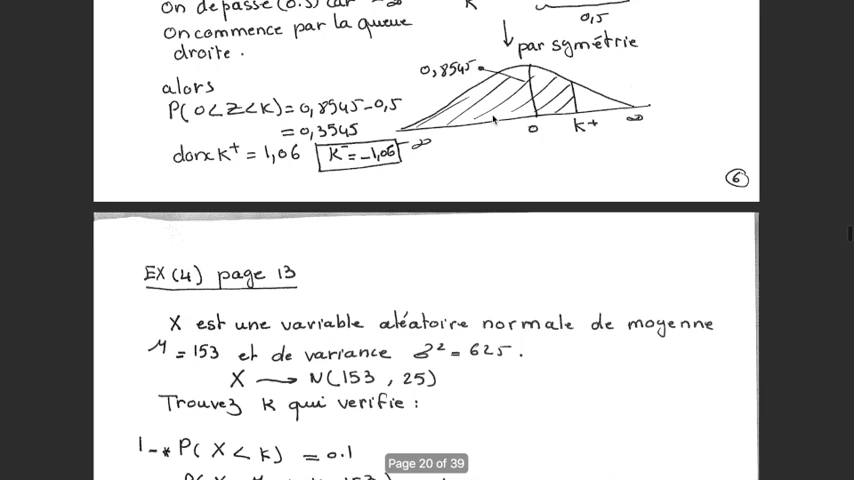 on depasse (0.5) car -∞
On commence par la queue
droite.
K
0,5
par symétrie
0,8545
alors
P(0<Z<K)=0,8545-0,5
= 0,3545
donc K+ = 1,06 K-=-1,06
-∞ 0 K+ ∞
6
EX(4) page 13
X est une variable aléatoire normale de moyenne
M = 153 et de variance σ² = 625.
X → N(153, 25)
Trouvez K qui verifie :
1-* P( X < K) = 0.1
Page 20 of 39